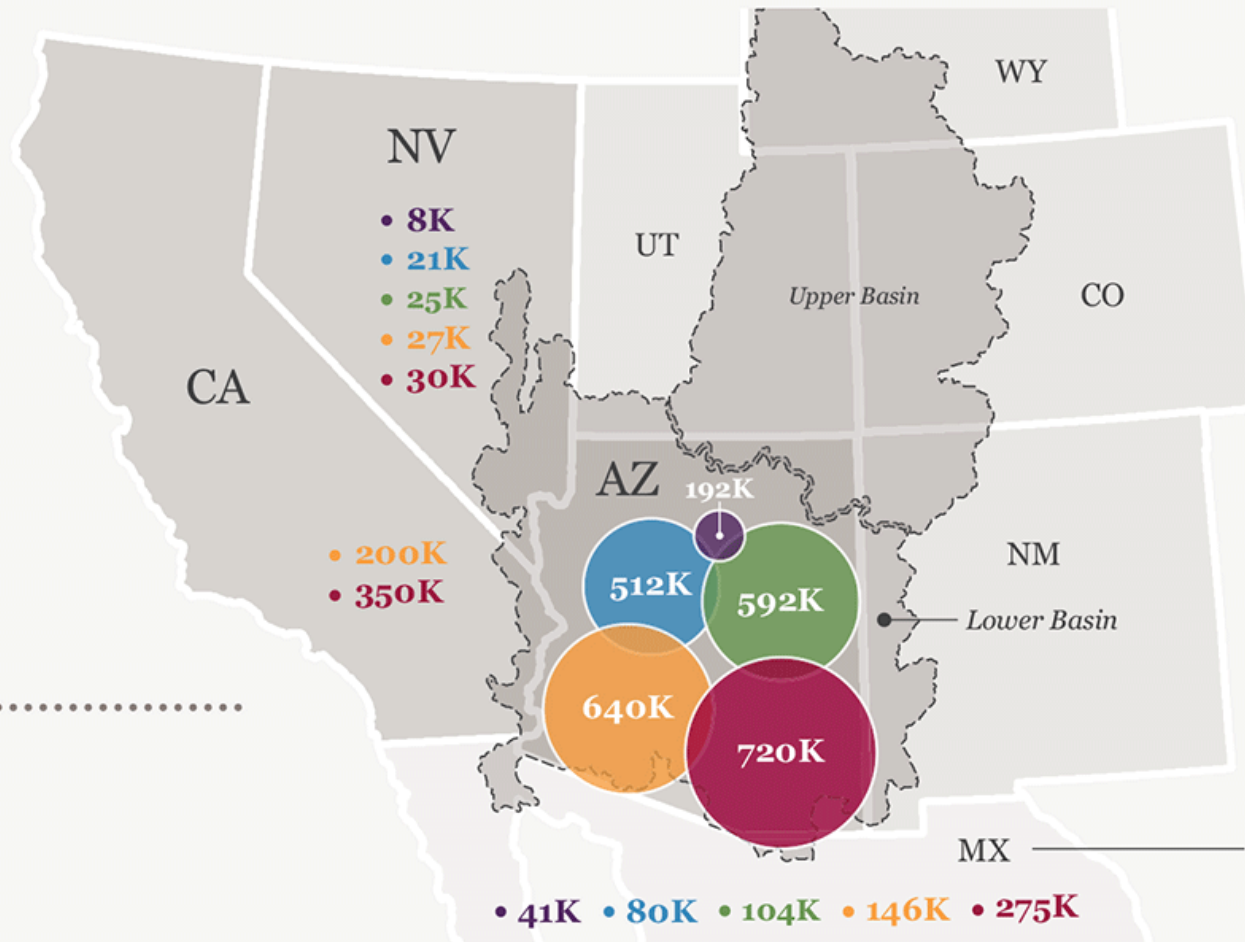 WY
NV
8K
21K
25K
27K
30K
UT
Upper Basin
CO
CA
AZ
192K
512K
592K
200K
350K
NM
Lower Basin
640K
720K
MX
41K 80K 104K 146K 275K